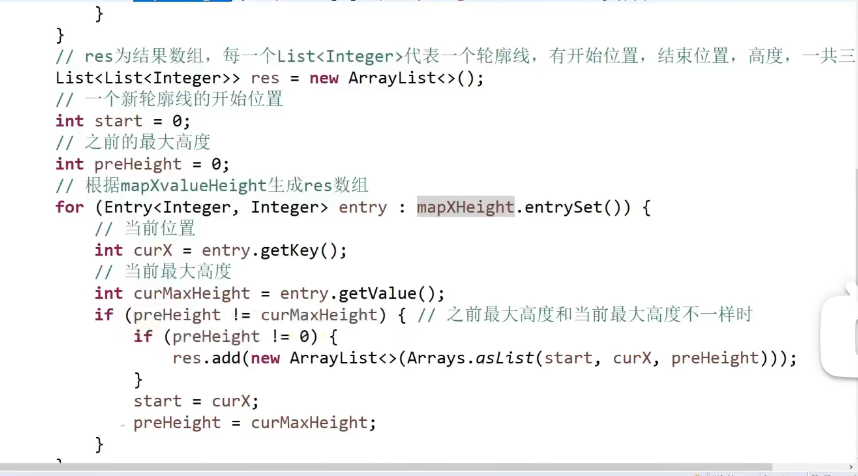 }
}
// res为结果数组，每一个List<Integer>代表一个轮廓线，有开始位置，结束位置，高度，一共三
List<List<Integer>> res = new ArrayList<>();
// 一个新轮廓线的开始位置
int start = 0;
// 之前的最大高度
int preHeight = 0;
// 根据mapXvalueHeight生成res数组
for (Entry<Integer, Integer> entry : mapXHeight.entrySet()) {
// 当前位置
int curX = entry.getKey();
// 当前最大高度
int curMaxHeight = entry.getValue();
if (preHeight != curMaxHeight) { // 之前最大高度和当前最大高度不一样时
if (preHeight != 0) {
res.add(new ArrayList<>(Arrays.asList(start, curX, preHeight)));
}
start = curX;
preHeight = curMaxHeight;
}